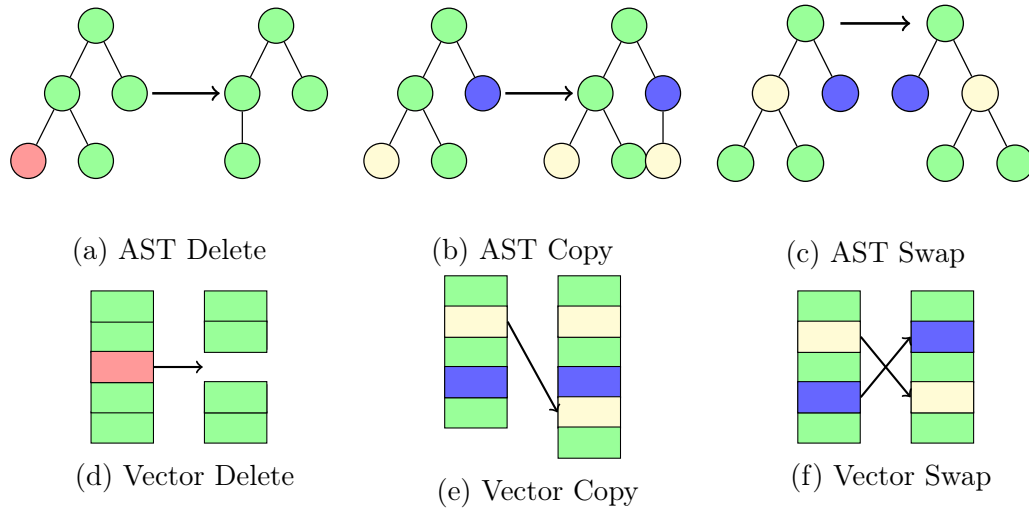 (a) AST Delete
(b) AST Copy
(c) AST Swap
(d) Vector Delete
(e) Vector Copy
(f) Vector Swap